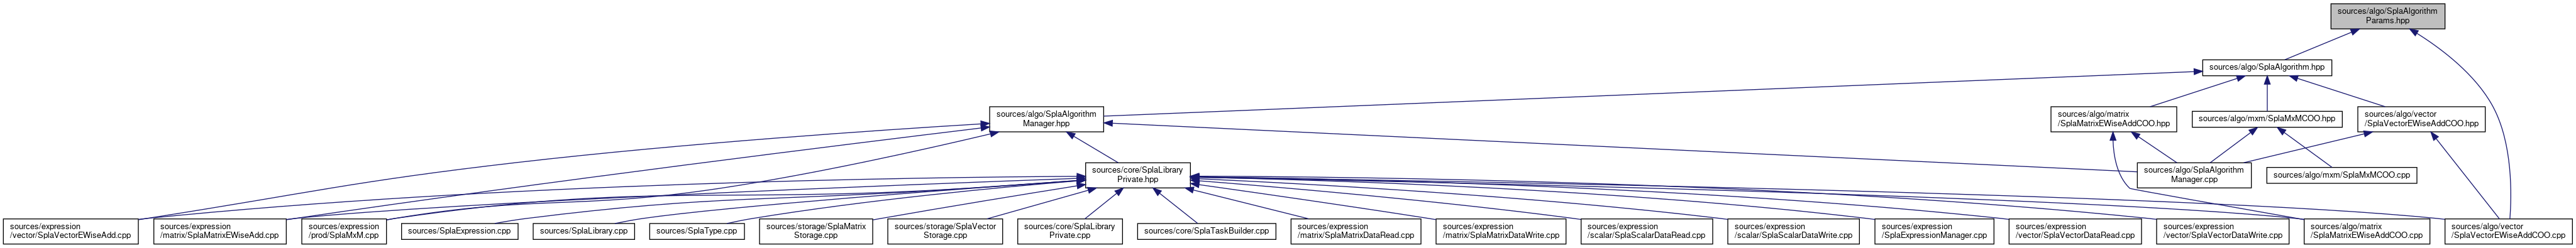 sources/algo/SplaAlgorithm
Params.hpp
sources/algo/SplaAlgorithm.hpp
sources/algo/SplaAlgorithm
Manager.hpp
sources/algo/matrix
/SplaMatrixEWiseAddCOO.hpp
sources/algo/mxm/SplaMxMCOO.hpp
sources/algo/vector
/SplaVectorEWiseAddCOO.hpp
sources/core/SplaLibrary
Private.hpp
sources/algo/SplaAlgorithm
Manager.cpp
sources/algo/mxm/SplaMxMCOO.cpp
sources/expression
/vector/SplaVectorEWiseAdd.cpp
sources/expression
/matrix/SplaMatrixEWiseAdd.cpp
sources/expression
/prod/SplaMxM.cpp
sources/SplaExpression.cpp
sources/SplaLibrary.cpp
sources/SplaType.cpp
sources/storage/SplaMatrix
Storage.cpp
sources/storage/SplaVector
Storage.cpp
sources/core/SplaLibrary
Private.cpp
sources/core/SplaTaskBuilder.cpp
sources/expression
/matrix/SplaMatrixDataRead.cpp
sources/expression
/matrix/SplaMatrixDataWrite.cpp
sources/expression
/scalar/SplaScalarDataRead.cpp
sources/expression
/scalar/SplaScalarDataWrite.cpp
sources/expression
/SplaExpressionManager.cpp
sources/expression
/vector/SplaVectorDataRead.cpp
sources/expression
/vector/SplaVectorDataWrite.cpp
sources/algo/matrix
/SplaMatrixEWiseAddCOO.cpp
sources/algo/vector
/SplaVectorEWiseAddCOO.cpp